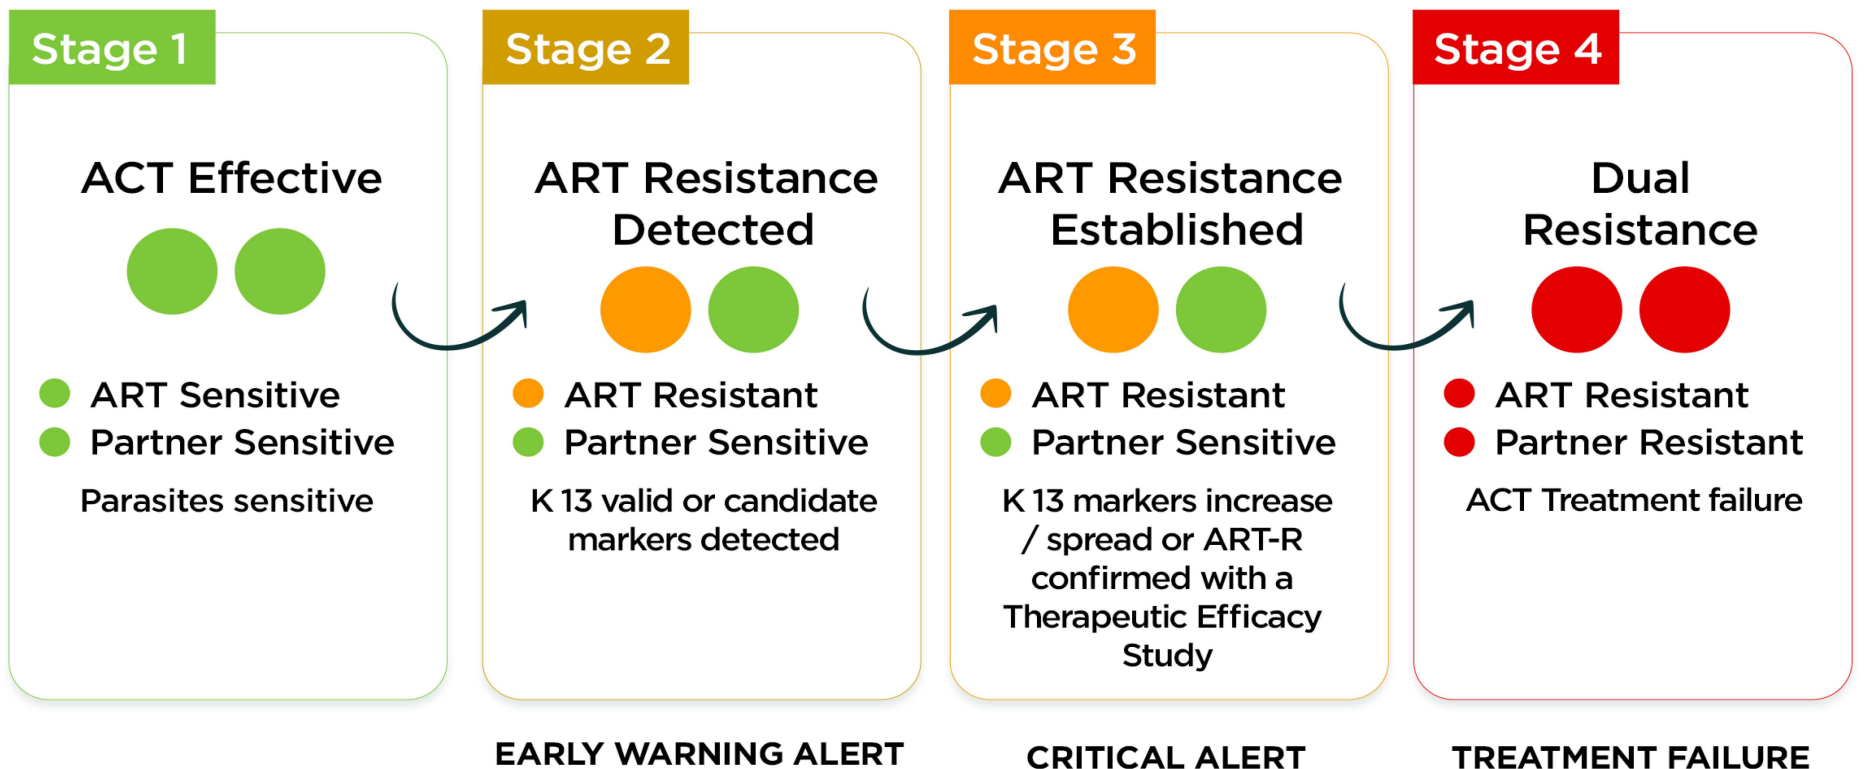 Stage 1
ACT Effective
ART Sensitive
Partner Sensitive
Parasites sensitive
Stage 2
ART Resistance
Detected
ART Resistant
Partner Sensitive
K 13 valid or candidate
markers detected
EARLY WARNING ALERT
Stage 3
ART Resistance
Established
ART Resistant
Partner Sensitive
K 13 markers increase
/ spread or ART-R
confirmed with a
Therapeutic Efficacy
Study
CRITICAL ALERT
Stage 4
Dual
Resistance
ART Resistant
Partner Resistant
ACT Treatment failure
TREATMENT FAILURE